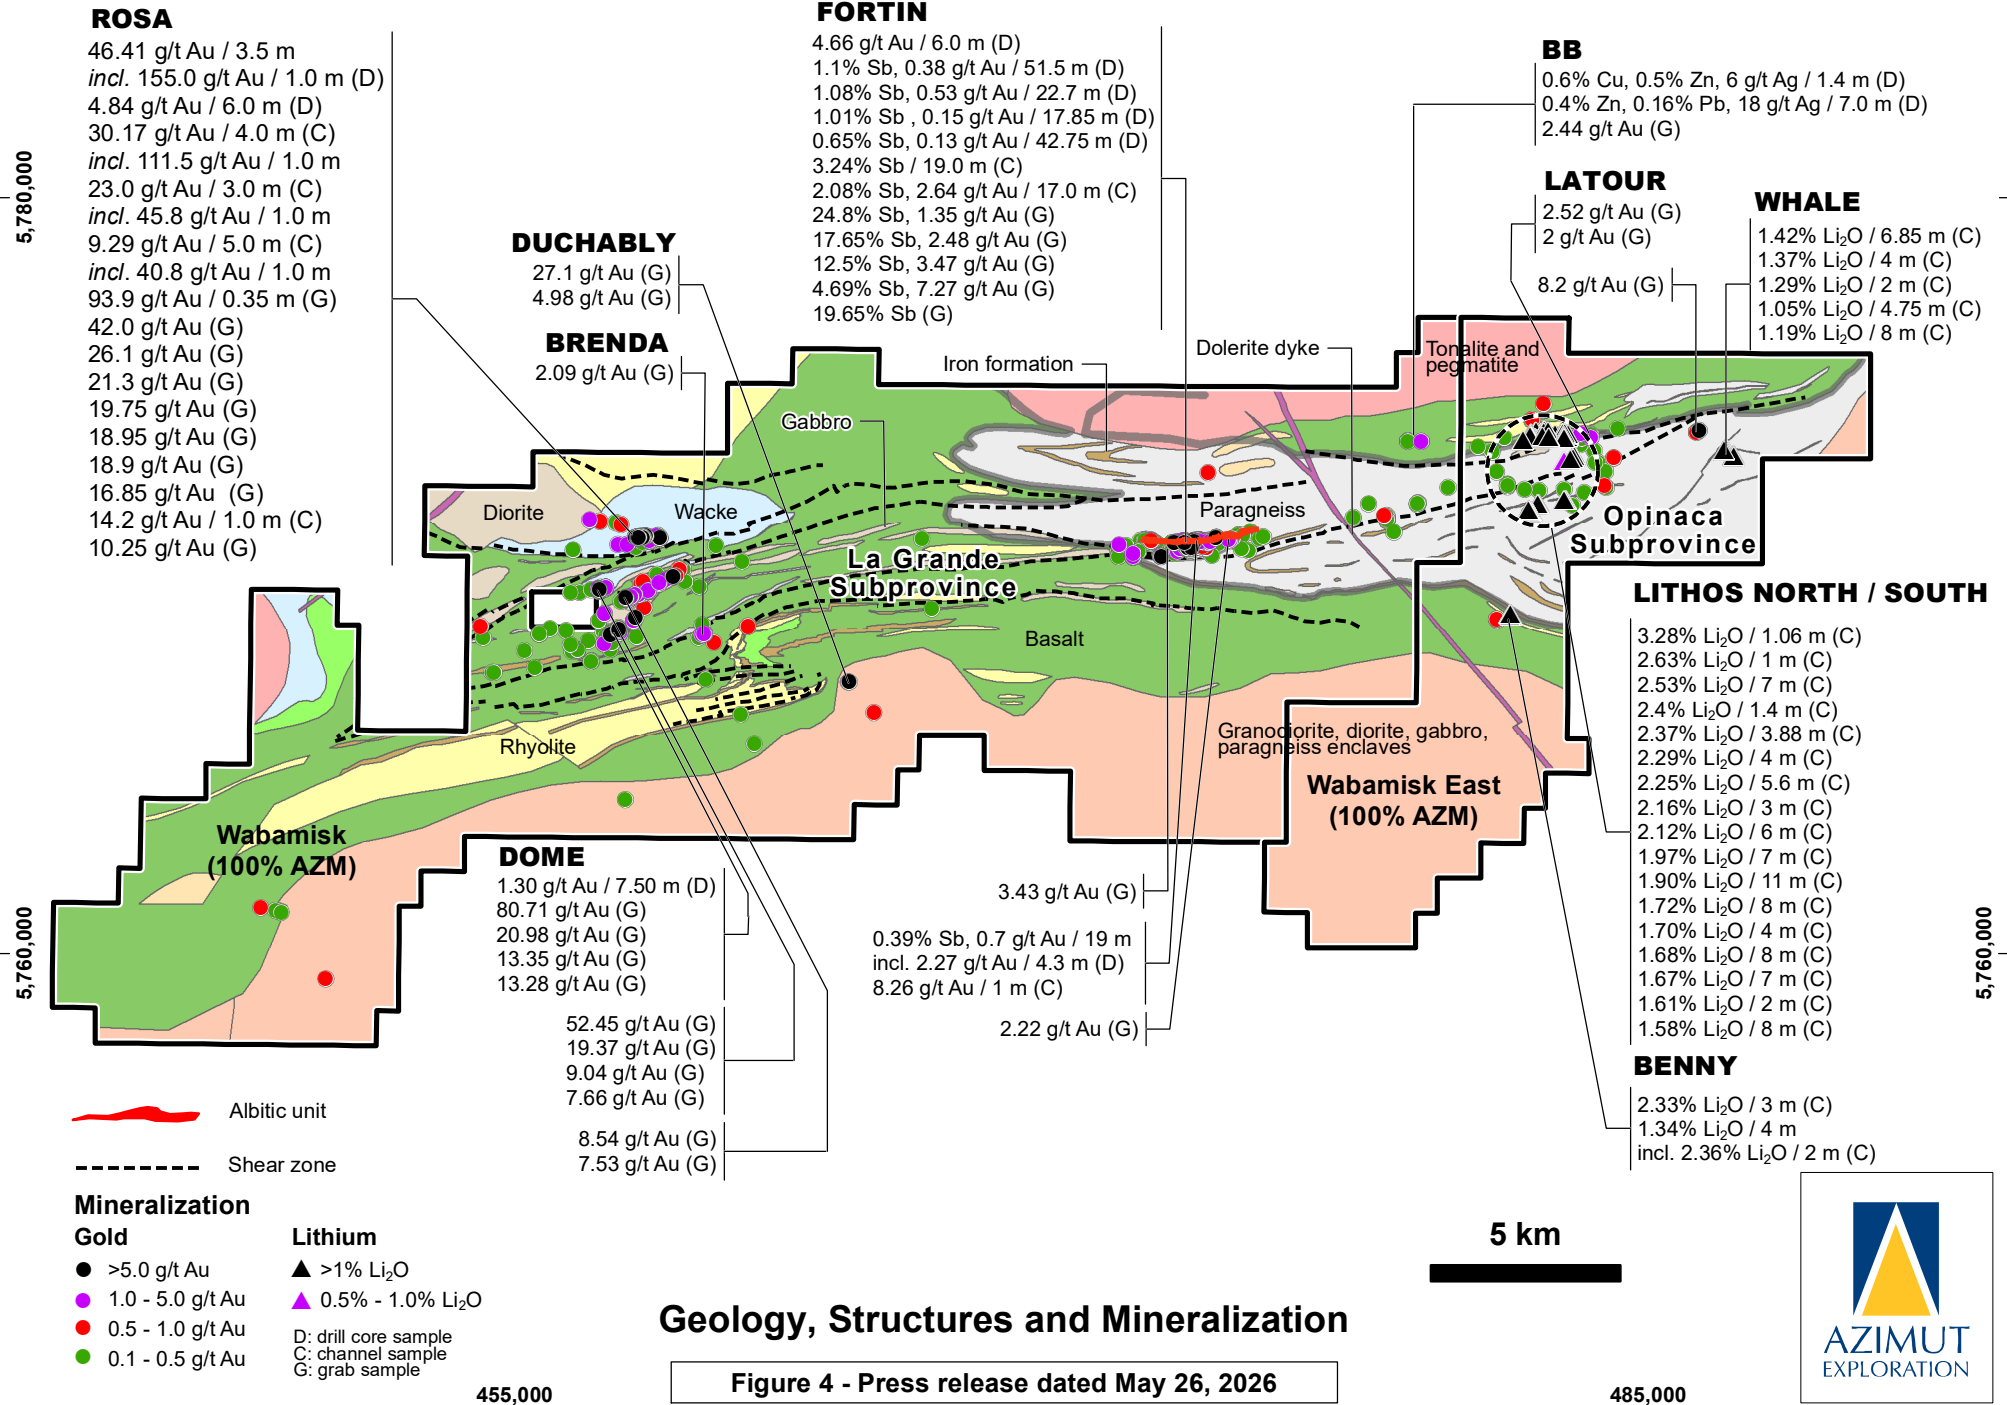 ROSA
46.41 g/t Au / 3.5 m
incl. 155.0 g/t Au / 1.0 m (D)
4.84 g/t Au / 6.0 m (D)
30.17 g/t Au / 4.0 m (C)
incl. 111.5 g/t Au / 1.0 m
23.0 g/t Au / 3.0 m (C)
incl. 45.8 g/t Au / 1.0 m
9.29 g/t Au / 5.0 m (C)
incl. 40.8 g/t Au / 1.0 m
93.9 g/t Au / 0.35 m (G)
42.0 g/t Au (G)
26.1 g/t Au (G)
21.3 g/t Au (G)
19.75 g/t Au (G)
18.95 g/t Au (G)
18.9 g/t Au (G)
16.85 g/t Au (G)
14.2 g/t Au / 1.0 m (C)
10.25 g/t Au (G)
DUCHABLY
27.1 g/t Au (G)
4.98 g/t Au (G)
BRENDA
2.09 g/t Au (G)
FORTIN
4.66 g/t Au / 6.0 m (D)
1.1% Sb, 0.38 g/t Au / 51.5 m (D)
1.08% Sb, 0.53 g/t Au / 22.7 m (D)
1.01% Sb , 0.15 g/t Au / 17.85 m (D)
0.65% Sb, 0.13 g/t Au / 42.75 m (D)
3.24% Sb / 19.0 m (C)
2.08% Sb, 2.64 g/t Au / 17.0 m (C)
24.8% Sb, 1.35 g/t Au (G)
17.65% Sb, 2.48 g/t Au (G)
12.5% Sb, 3.47 g/t Au (G)
4.69% Sb, 7.27 g/t Au (G)
19.65% Sb (G)
BB
0.6% Cu, 0.5% Zn, 6 g/t Ag / 1.4 m (D)
0.4% Zn, 0.16% Pb, 18 g/t Ag / 7.0 m (D)
2.44 g/t Au (G)
LATOUR
2.52 g/t Au (G)
2 g/t Au (G)
8.2 g/t Au (G)
WHALE
1.42% Li₂O / 6.85 m (C)
1.37% Li₂O / 4 m (C)
1.29% Li₂O / 2 m (C)
1.05% Li₂O / 4.75 m (C)
1.19% Li₂O / 8 m (C)
5,780,000
5,760,000
Iron formation
Dolerite dyke
Tonalite and
pegmatite
Gabbro
Diorite
Wacke
Paragneiss
La Grande
Subprovince
Opinaca
Subprovince
Basalt
Rhyolite
Granodiorite, diorite, gabbro,
paragneiss enclaves
Wabamisk East
(100% AZM)
Wabamisk
(100% AZM)
LITHOS NORTH / SOUTH
3.28% Li₂O / 1.06 m (C)
2.63% Li₂O / 1 m (C)
2.53% Li₂O / 7 m (C)
2.4% Li₂O / 1.4 m (C)
2.37% Li₂O / 3.88 m (C)
2.29% Li₂O / 4 m (C)
2.25% Li₂O / 5.6 m (C)
2.16% Li₂O / 3 m (C)
2.12% Li₂O / 6 m (C)
1.97% Li₂O / 7 m (C)
1.90% Li₂O / 11 m (C)
1.72% Li₂O / 8 m (C)
1.70% Li₂O / 4 m (C)
1.68% Li₂O / 8 m (C)
1.67% Li₂O / 7 m (C)
1.61% Li₂O / 2 m (C)
1.58% Li₂O / 8 m (C)
5,760,000
BENNY
2.33% Li₂O / 3 m (C)
1.34% Li₂O / 4 m
incl. 2.36% Li₂O / 2 m (C)
DOME
1.30 g/t Au / 7.50 m (D)
80.71 g/t Au (G)
20.98 g/t Au (G)
13.35 g/t Au (G)
13.28 g/t Au (G)
52.45 g/t Au (G)
19.37 g/t Au (G)
9.04 g/t Au (G)
7.66 g/t Au (G)
8.54 g/t Au (G)
7.53 g/t Au (G)
3.43 g/t Au (G)
0.39% Sb, 0.7 g/t Au / 19 m
incl. 2.27 g/t Au / 4.3 m (D)
8.26 g/t Au / 1 m (C)
2.22 g/t Au (G)
Albitic unit
Shear zone
Mineralization
Gold
>5.0 g/t Au
1.0 - 5.0 g/t Au
0.5 - 1.0 g/t Au
0.1 - 0.5 g/t Au
Lithium
>1% Li₂O
0.5% - 1.0% Li₂O
D: drill core sample
C: channel sample
G: grab sample
5 km
Geology, Structures and Mineralization
Figure 4 - Press release dated May 26, 2026
455,000
485,000
AZIMUT
EXPLORATION